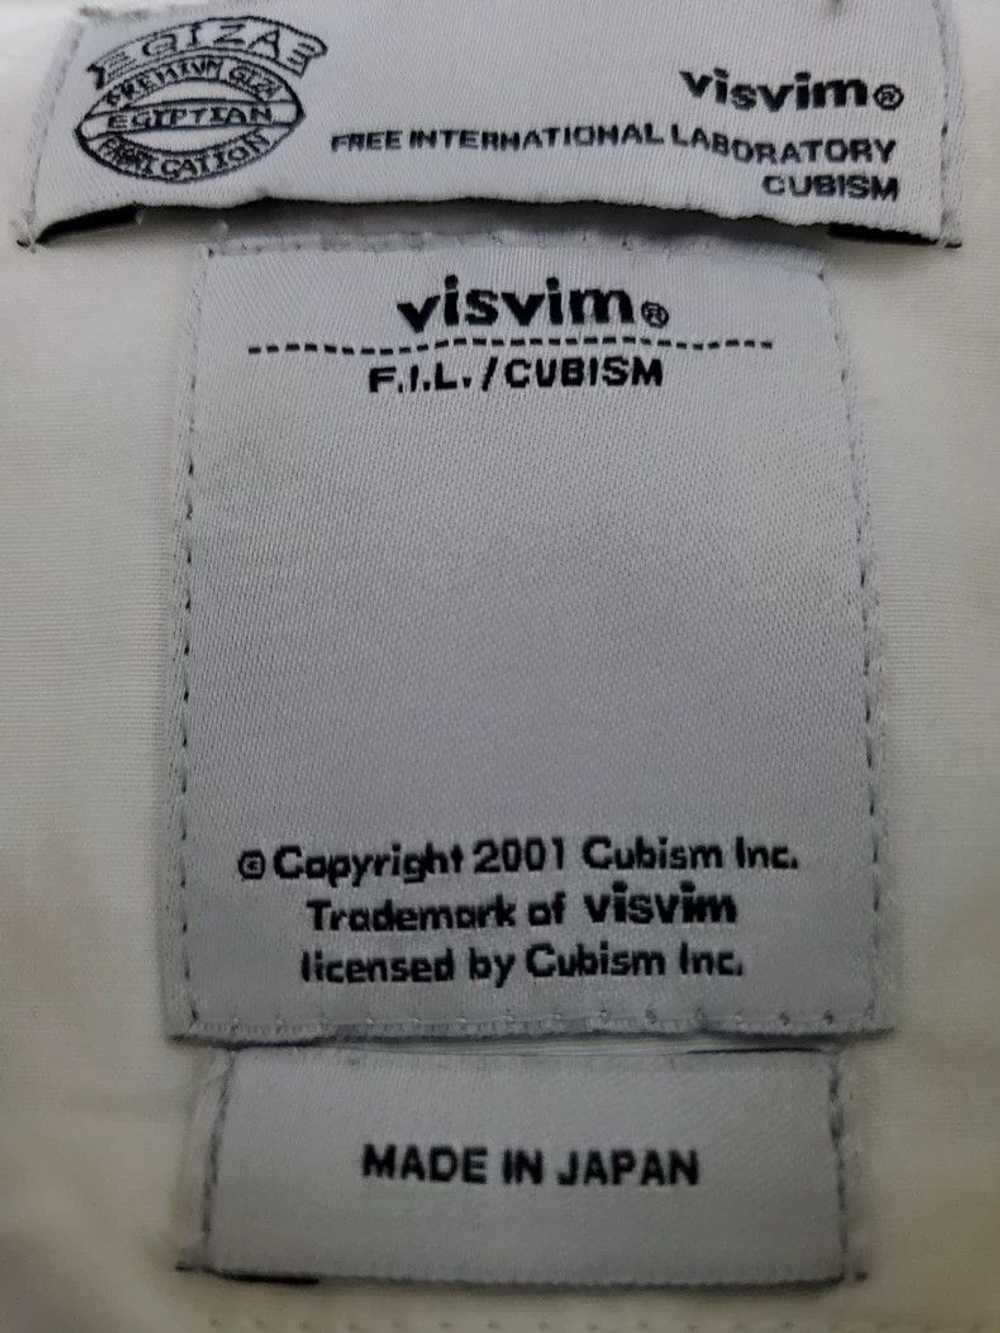 GIZA
PREMIUM GIZA
EGIPTIAN
FABRICATION
visvim®
FREE INTERNATIONAL LABORATORY
CUBISM
visvim®
F.I.L./CUBISM
© Copyright 2001 Cubism Inc.
Trademark of visvim
licensed by Cubism Inc.
MADE IN JAPAN